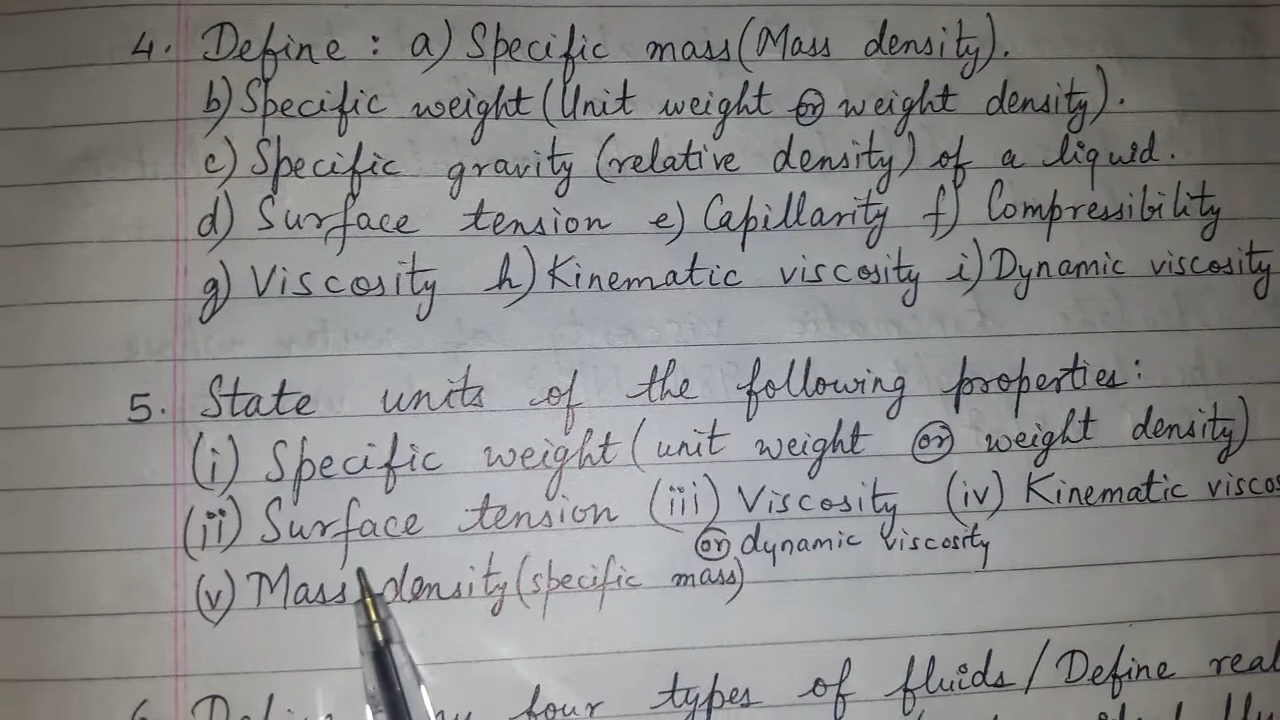 4. Define : a) Specific mass (Mass density).
b) Specific weight (Unit weight or weight density).
c) Specific gravity (relative density) of a liquid.
d) Surface tension e) Capillarity f) Compressibility
g) Viscosity h) Kinematic viscosity i) Dynamic viscosity
5. State units of the following properties:
(i) Specific weight (unit weight or weight density)
(ii) Surface tension (iii) Viscosity (iv) Kinematic viscos
or dynamic viscosity
(v) Mass density (specific mass)
four types of fluids / Define real